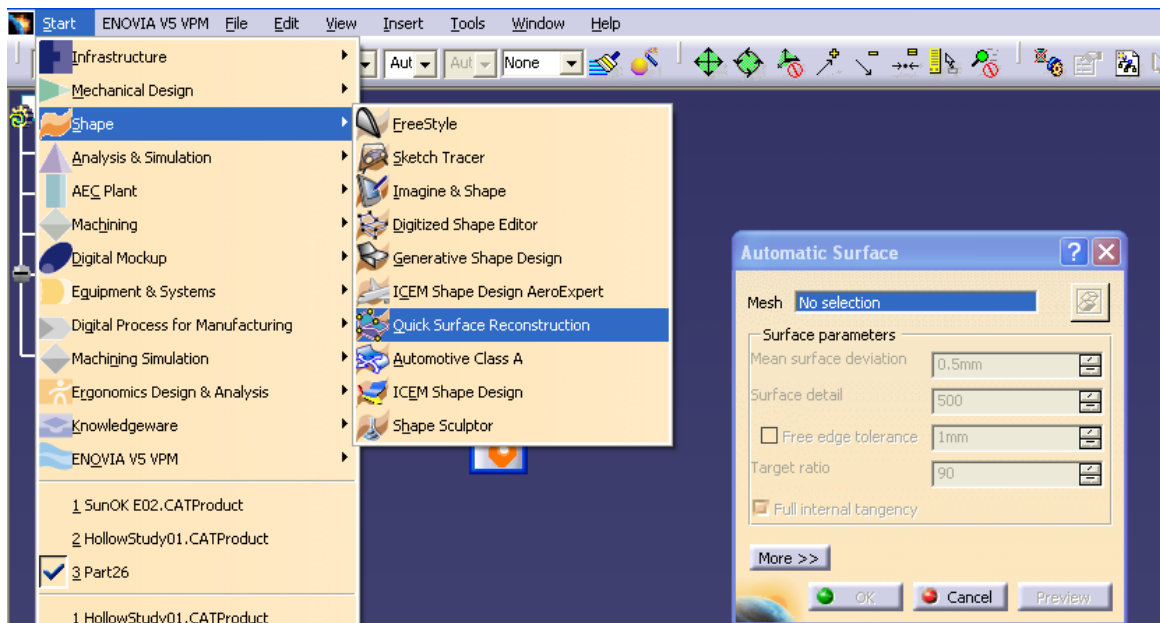 Start ENOVIA V5 VPM File Edit View Insert Tools Window Help
Aut Aut None
Infrastructure
Mechanical Design
Shape
Analysis & Simulation
AEC Plant
Machining
Digital Mockup
Equipment & Systems
Digital Process for Manufacturing
Machining Simulation
Ergonomics Design & Analysis
Knowledgeware
ENOVIA V5 VPM
1 SunOK E02.CATProduct
2 HollowStudy01.CATProduct
3 Part26
1 HollowStudy01.CATProduct
FreeStyle
Sketch Tracer
Imagine & Shape
Digitized Shape Editor
Generative Shape Design
ICEM Shape Design AeroExpert
Quick Surface Reconstruction
Automotive Class A
ICEM Shape Design
Shape Sculptor
Automatic Surface
Mesh No selection
Surface parameters
Mean surface deviation 0.5mm
Surface detail 500
Free edge tolerance 1mm
Target ratio 90
Full internal tangency
More >>
OK Cancel Preview